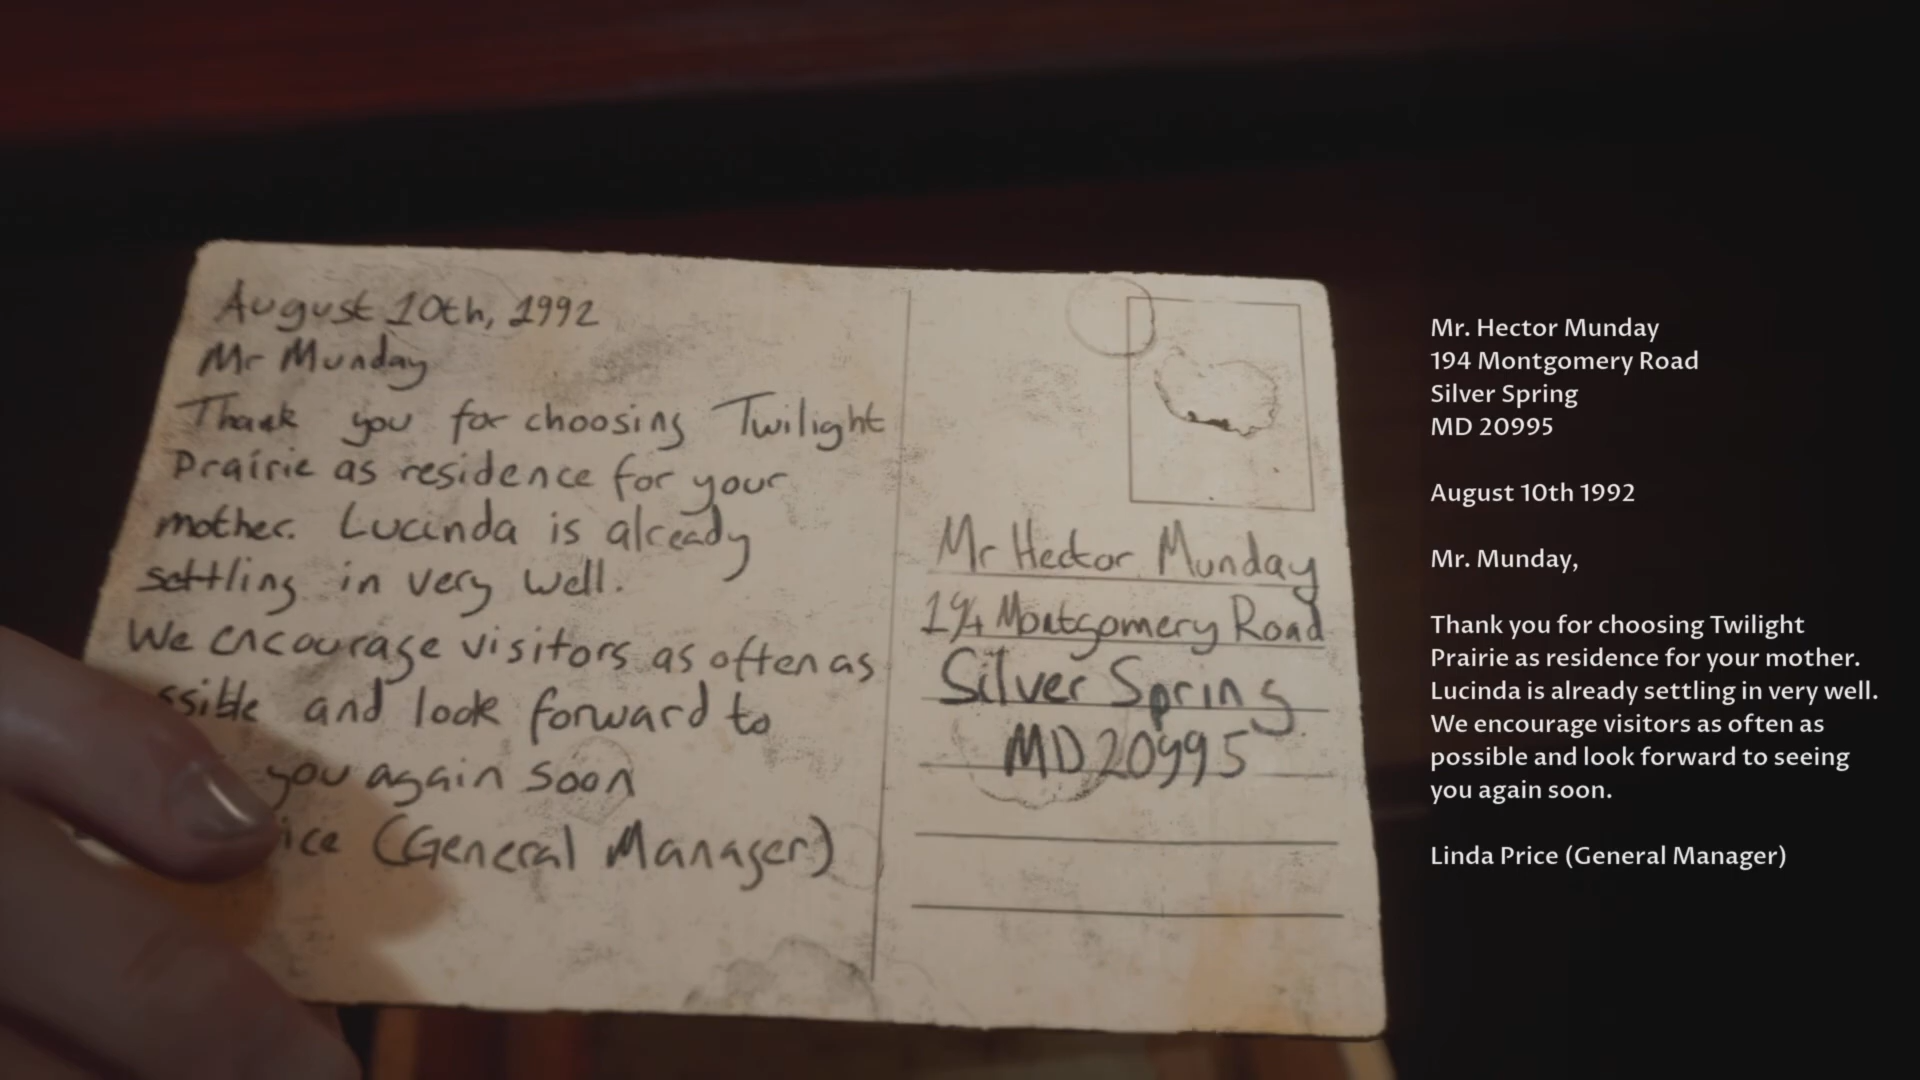 August 10th, 1992
Mr Munday
Thank you for choosing Twilight
Prairie as residence for your
mother. Lucinda is already
settling in very well.
We encourage visitors as often as
ssible and look forward to
you again soon
ice (General Manager)
Mr Hector Munday
194 Montgomery Road
Silver Spring
MD 20995
Mr. Hector Munday
194 Montgomery Road
Silver Spring
MD 20995
August 10th 1992
Mr. Munday,
Thank you for choosing Twilight
Prairie as residence for your mother.
Lucinda is already settling in very well.
We encourage visitors as often as
possible and look forward to seeing
you again soon.
Linda Price (General Manager)